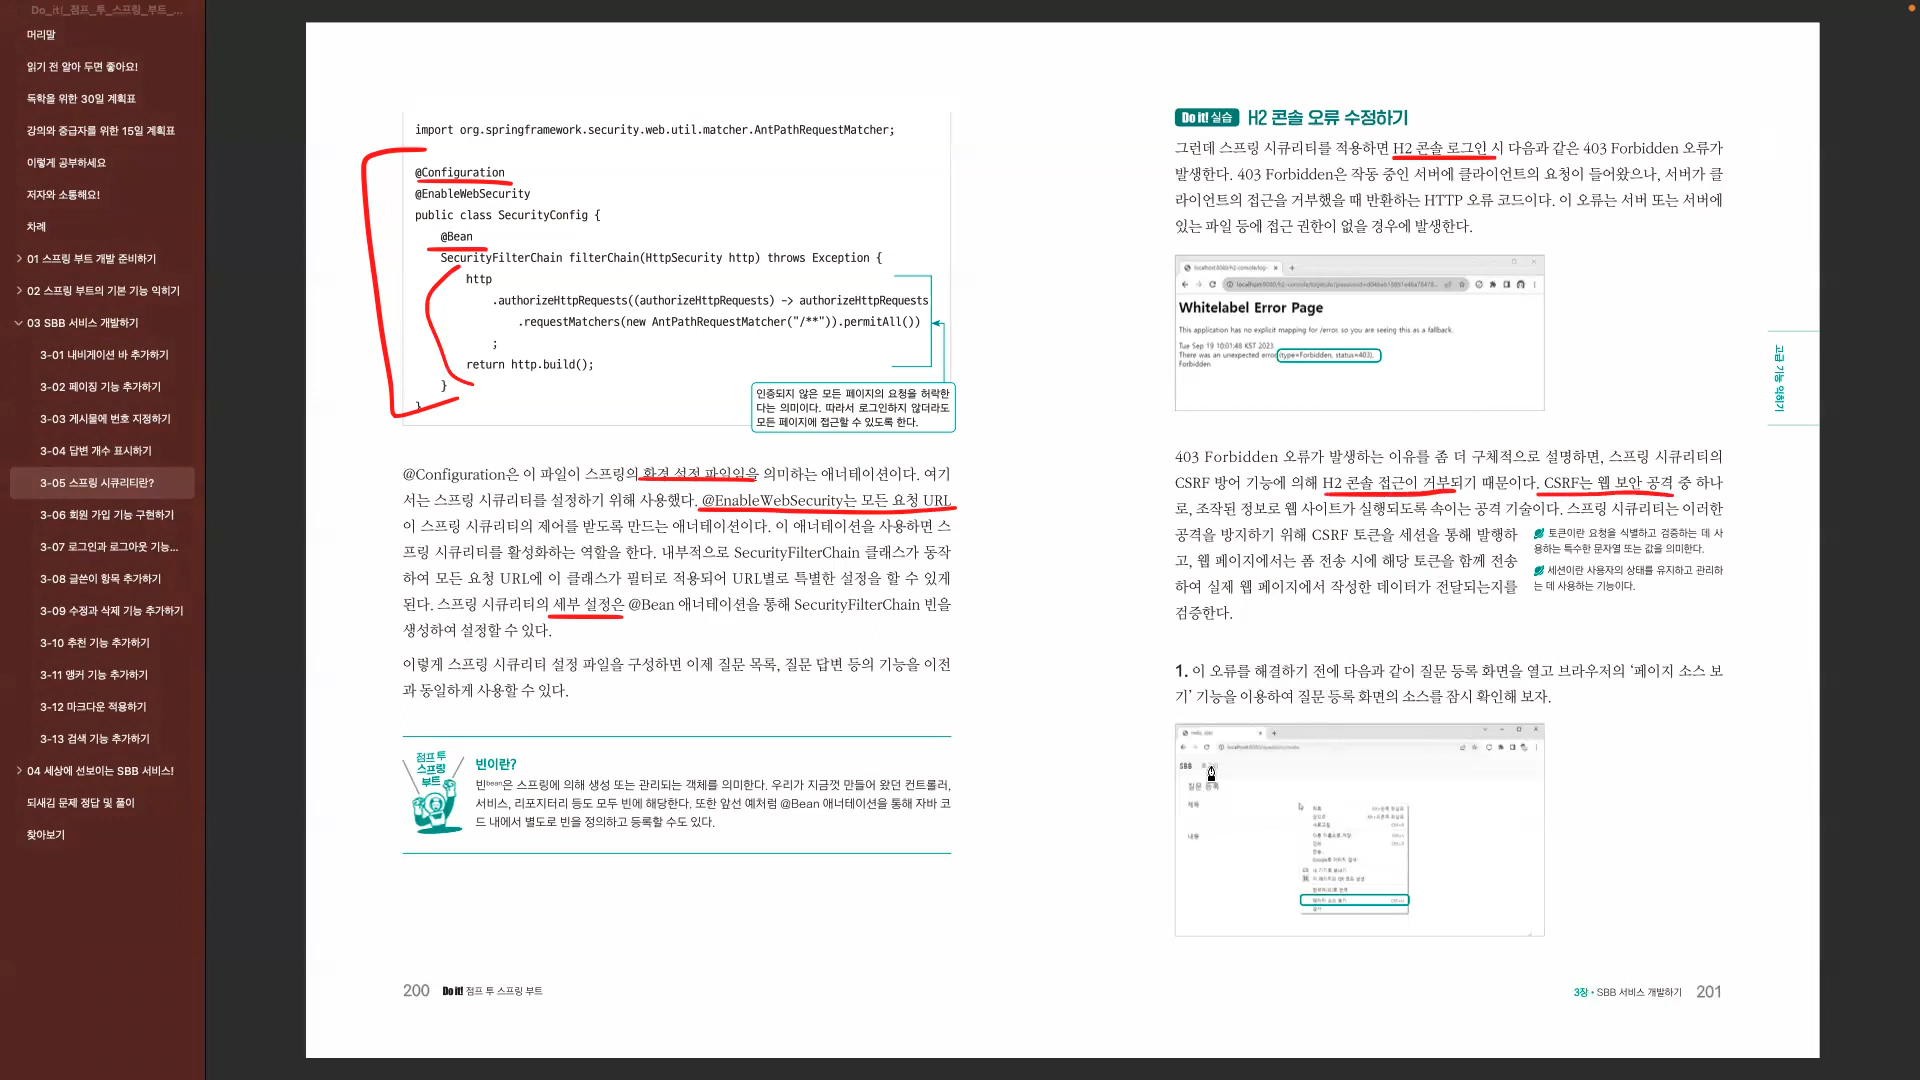 Do_it!_점프_투_스프링_부트_...
머리말
읽기 전 알아 두면 좋아요!
독학을 위한 30일 계획표
강의와 중급자를 위한 15일 계획표
이렇게 공부하세요
저자와 소통해요!
차례
01 스프링 부트 개발 준비하기
02 스프링 부트의 기본 기능 익히기
03 SBB 서비스 개발하기
3-01 내비게이션 바 추가하기
3-02 페이징 기능 추가하기
3-03 게시물에 번호 지정하기
3-04 답변 개수 표시하기
3-05 스프링 시큐리티란?
3-06 회원 가입 기능 구현하기
3-07 로그인과 로그아웃 기능...
3-08 글쓴이 항목 추가하기
3-09 수정과 삭제 기능 추가하기
3-10 추천 기능 추가하기
3-11 앵커 기능 추가하기
3-12 마크다운 적용하기
3-13 검색 기능 추가하기
04 세상에 선보이는 SBB 서비스!
되새김 문제 정답 및 풀이
찾아보기
import org.springframework.security.web.util.matcher.AntPathRequestMatcher;
@Configuration
@EnableWebSecurity
public class SecurityConfig {
@Bean
SecurityFilterChain filterChain(HttpSecurity http) throws Exception {
http
.authorizeHttpRequests((authorizeHttpRequests) -> authorizeHttpRequests
.requestMatchers(new AntPathRequestMatcher("/**")).permitAll())
;
return http.build();
}
}
인증되지 않은 모든 페이지의 요청을 허락한
다는 의미이다. 따라서 로그인하지 않더라도
모든 페이지에 접근할 수 있도록 한다.
@Configuration은 이 파일이 스프링의 환경 설정 파일임을 의미하는 애너테이션이다. 여기
서는 스프링 시큐리티를 설정하기 위해 사용했다. @EnableWebSecurity는 모든 요청 URL
이 스프링 시큐리티의 제어를 받도록 만드는 애너테이션이다. 이 애너테이션을 사용하면 스
프링 시큐리티를 활성화하는 역할을 한다. 내부적으로 SecurityFilterChain 클래스가 동작
하여 모든 요청 URL에 이 클래스가 필터로 적용되어 URL별로 특별한 설정을 할 수 있게
된다. 스프링 시큐리티의 세부 설정은 @Bean 애너테이션을 통해 SecurityFilterChain 빈을
생성하여 설정할 수 있다.
이렇게 스프링 시큐리티 설정 파일을 구성하면 이제 질문 목록, 질문 답변 등의 기능을 이전
과 동일하게 사용할 수 있다.
점프 투
스프링
부트
빈이란?
빈bean은 스프링에 의해 생성 또는 관리되는 객체를 의미한다. 우리가 지금껏 만들어 왔던 컨트롤러,
서비스, 리포지터리 등도 모두 빈에 해당한다. 또한 앞선 예처럼 @Bean 애너테이션을 통해 자바 코
드 내에서 별도로 빈을 정의하고 등록할 수도 있다.
200 Do it! 점프 투 스프링 부트
Do it! 실습 H2 콘솔 오류 수정하기
그런데 스프링 시큐리티를 적용하면 H2 콘솔 로그인 시 다음과 같은 403 Forbidden 오류가
발생한다. 403 Forbidden은 작동 중인 서버에 클라이언트의 요청이 들어왔으나, 서버가 클
라이언트의 접근을 거부했을 때 반환하는 HTTP 오류 코드이다. 이 오류는 서버 또는 서버에
있는 파일 등에 접근 권한이 없을 경우에 발생한다.
Whitelabel Error Page
This application has no explicit mapping for /error, so you are seeing this as a fallback.
Tue Sep 19 10:01:48 KST 2023
There was an unexpected error (type=Forbidden, status=403).
Forbidden
고급 기능 익히기
403 Forbidden 오류가 발생하는 이유를 좀 더 구체적으로 설명하면, 스프링 시큐리티의
CSRF 방어 기능에 의해 H2 콘솔 접근이 거부되기 때문이다. CSRF는 웹 보안 공격 중 하나
로, 조작된 정보로 웹 사이트가 실행되도록 속이는 공격 기술이다. 스프링 시큐리티는 이러한
공격을 방지하기 위해 CSRF 토큰을 세션을 통해 발행하
고, 웹 페이지에서는 폼 전송 시에 해당 토큰을 함께 전송
하여 실제 웹 페이지에서 작성한 데이터가 전달되는지를
검증한다.
토큰이란 요청을 식별하고 검증하는 데 사
용하는 특수한 문자열 또는 값을 의미한다.
세션이란 사용자의 상태를 유지하고 관리하
는 데 사용하는 기능이다.
1. 이 오류를 해결하기 전에 다음과 같이 질문 등록 화면을 열고 브라우저의 ‘페이지 소스 보
기’ 기능을 이용하여 질문 등록 화면의 소스를 잠시 확인해 보자.
SBB
질문 등록
제목
내용
3장 • SBB 서비스 개발하기 201